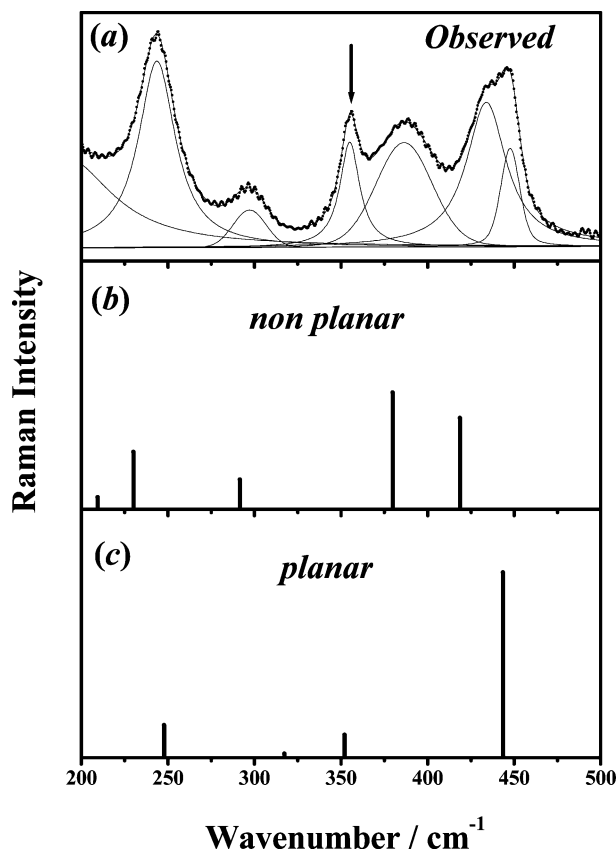 (a) Observed
(b)
non planar
(c)
planar
Raman Intensity
200 250 300 350 400 450 500
Wavenumber / cm⁻¹